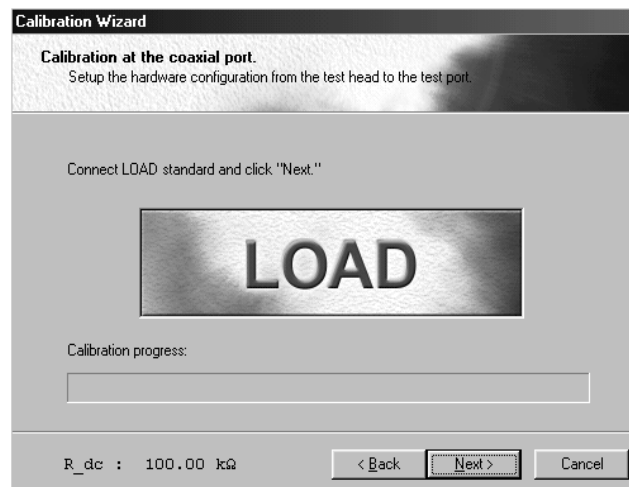 Calibration Wizard
Calibration at the coaxial port.
Setup the hardware configuration from the test head to the test port.
Connect LOAD standard and click "Next."
LOAD
Calibration progress:
R_dc : 100.00 kΩ
< Back
Next >
Cancel